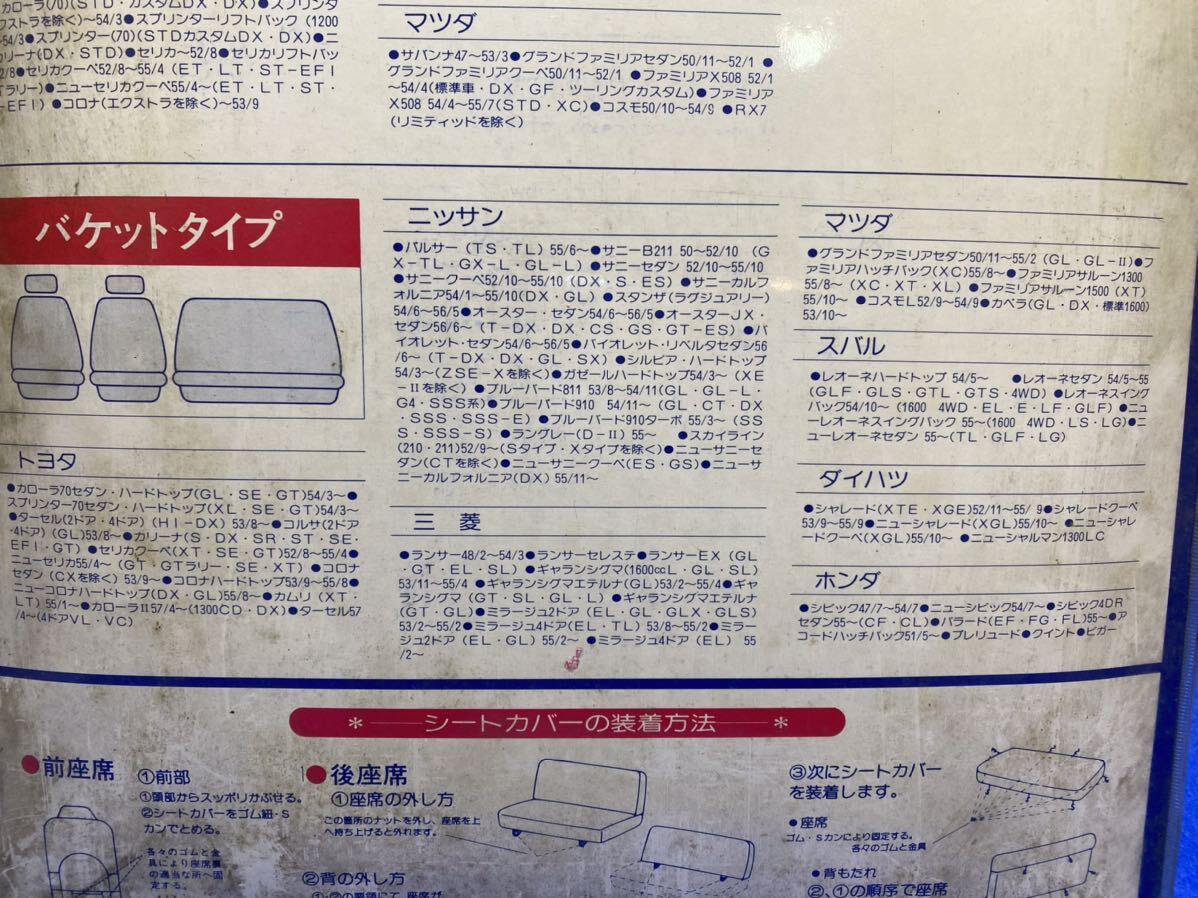 カローラ(70)(STD・カスタムDX・DX)●スプリンタ
クストラを除く)〜54/3●スプリンターリフトバック(1200
〜54/3●スプリンター(70)(STDカスタムDX・DX)●ニ
リーナ(DX・STD)●セリカ〜52/8●セリカリフトバッ
52/8●セリカクーペ52/8〜55/4(ET・LT・ST-EFI
ラリー)●ニューセリカクーペ55/4〜(ET・LT・ST・
-EFI)●コロナ(エクストラを除く)〜53/9
マツダ
●サバンナ47〜53/3●グランドファミリアセダン50/11〜52/1●
グランドファミリアクーペ50/11〜52/1 ●ファミリアX508 52/1
〜54/4(標準車・DX・GF・ツーリングカスタム)●ファミリア
X508 54/4〜55/7(STD・XC)●コスモ50/10〜54/9 ●RX7
(リミティッドを除く)
バケットタイプ
トヨタ
●カローラ70セダン・ハードトップ(GL・SE・GT)54/3〜●
スプリンター70セダン・ハードトップ(XL・SE・GT)54/3〜
●ターセル(2ドア・4ドア)(HI-DX)53/8〜●コルサ(2ドア
・4ドア)(GL)53/8〜●カリーナ(S・DX・SR・ST・SE・
EFI・GT)●セリカクーペ(XT・SE・GT)52/8〜55/4●
ニューセリカ55/4〜(GT・GTラリー・SE・XT)●コロナ
セダン(CXを除く)53/9〜●コロナハードトップ53/9〜55/8●
ニューコロナハードトップ(DX・GL)55/8〜●カムリ(XT・
LT)55/1〜●カローラII57/4〜(1300CD・DX)●ターセル57
/4〜(4ドアVL・VC)
ニッサン
●パルサー(TS・TL)55/6〜●サニーB211 50〜52/10(G
X-TL・GX-L・GL-L)●サニーセダン 52/10〜55/10
●サニークーペ52/10〜55/10(DX・S・ES)●サニーカルフ
ォルニア54/1〜55/10(DX・GL)●スタンザ(ラグジュアリー)
54/6〜56/5●オースター・セダン54/6〜56/5●オースターJX・
セダン56/6〜(T-DX・DX・CS・GS・GT-ES)●バ
イオレット・セダン54/6〜56/5●バイオレット・リベルタセダン56
/6〜(T-DX・DX・GL・SX)●シルビア・ハードトップ
54/3〜(ZSE-Xを除く)●ガゼールハードトップ54/3〜(XE
-IIを除く)●ブルーバード811 53/8〜54/11(GL・GL-L・
G4・SSS系)●ブルーバード910 54/11〜(GL・CT・DX
・SSS・SSS-E)●ブルーバード910ターボ 55/3〜(SS
S・SSS-S)●ラングレー(D-II)55〜 ●スカイライン
(210・211)52/9〜(Sタイプ・Xタイプを除く)●ニューサニーセ
ダン(CTを除く)●ニューサニークーペ(ES・GS)●ニューサ
ニーカルフォルニア(DX)55/11〜
三 菱
●ランサー48/2〜54/3●ランサーセレステ●ランサーEX(GL
・GT・EL・SL)●ギャランシグマ(1600ccL・GL・SL)
53/11〜55/4●ギャランシグマエテルナ(GL)53/2〜55/4●ギャ
ランシグマ(GT・SL・GL・L)●ギャランシグマエテルナ
(GT・GL)●ミラージュ2ドア(EL・GL・GLX・GLS)
53/2〜55/2●ミラージュ4ドア(EL・TL)53/8〜55/2●ミラー
ジュ2ドア(EL・GL)55/2〜 ●ミラージュ4ドア(EL) 55
/2〜
マツダ
●グランドファミリアセダン50/11〜55/2(GL・GL-II)●フ
ァミリアハッチバック(XC)55/8〜●ファミリアサルーン1300
55/8〜(XC・XT・XL)●ファミリアサルーン1500(XT)
55/10〜 ●コスモL52/9〜54/9●カペラ(GL・DX・標準1600)
53/10〜
スバル
●レオーネハードトップ 54/5〜 ●レオーネセダン 54/5〜55
(GLF・GLS・GTL・GTS・4WD)●レオーネスイング
バック54/10〜(1600 4WD・EL・E・LF・GLF)●ニュ
ーレオーネスイングバック 55〜(1600 4WD・LS・LG)●ニ
ューレオーネセダン 55〜(TL・GLF・LG)
ダイハツ
●シャレード(XTE・XGE)52/11〜55/9●シャレードクーペ
53/9〜55/9●ニューシャレード(XGL)55/10〜 ●ニューシャレ
ードクーペ(XGL)55/10〜 ●ニューシャルマン1300LC
ホンダ
●シビック47/7〜54/7●ニューシビック54/7〜●シビック4DR
セダン55〜(CF・CL)●バラード(EF・FG・FL)55〜●ア
コードハッチバック51/5〜●プレリュード●クイント●ビガー
＊シートカバーの装着方法＊
●前座席
①前部
①頭部からスッポリかぶせる。
②シートカバーをゴム紐・S
カンでとめる。
各々のゴムと金
具により座席裏
の適当な所へ固
定する。
●後座席
①座席の外し方
この箇所のナットを外し、座席を上
へ持ち上げると外れます。
②背の外し方
③次にシートカバー
を装着します。
●座席
ゴム・Sカンにより固定する。
各々のゴムと金具
●背もたれ
②、①の順序で座席